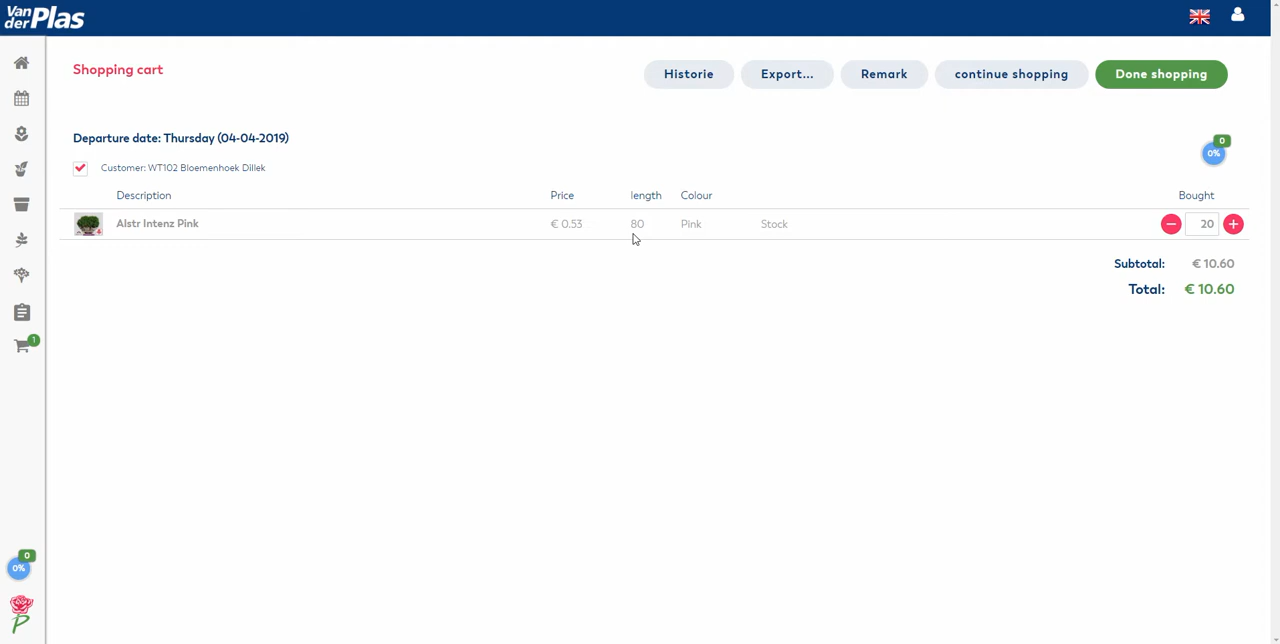 Van der Plas
Shopping cart
Historie
Export...
Remark
continue shopping
Done shopping
Departure date: Thursday (04-04-2019)
0
0%
Customer: WT102 Bloemenhoek Dillek
Description Price length Colour Bought
Alstr Intenz Pink € 0.53 80 Pink Stock 20
Subtotal: € 10.60
Total: € 10.60
1
0
0%
P